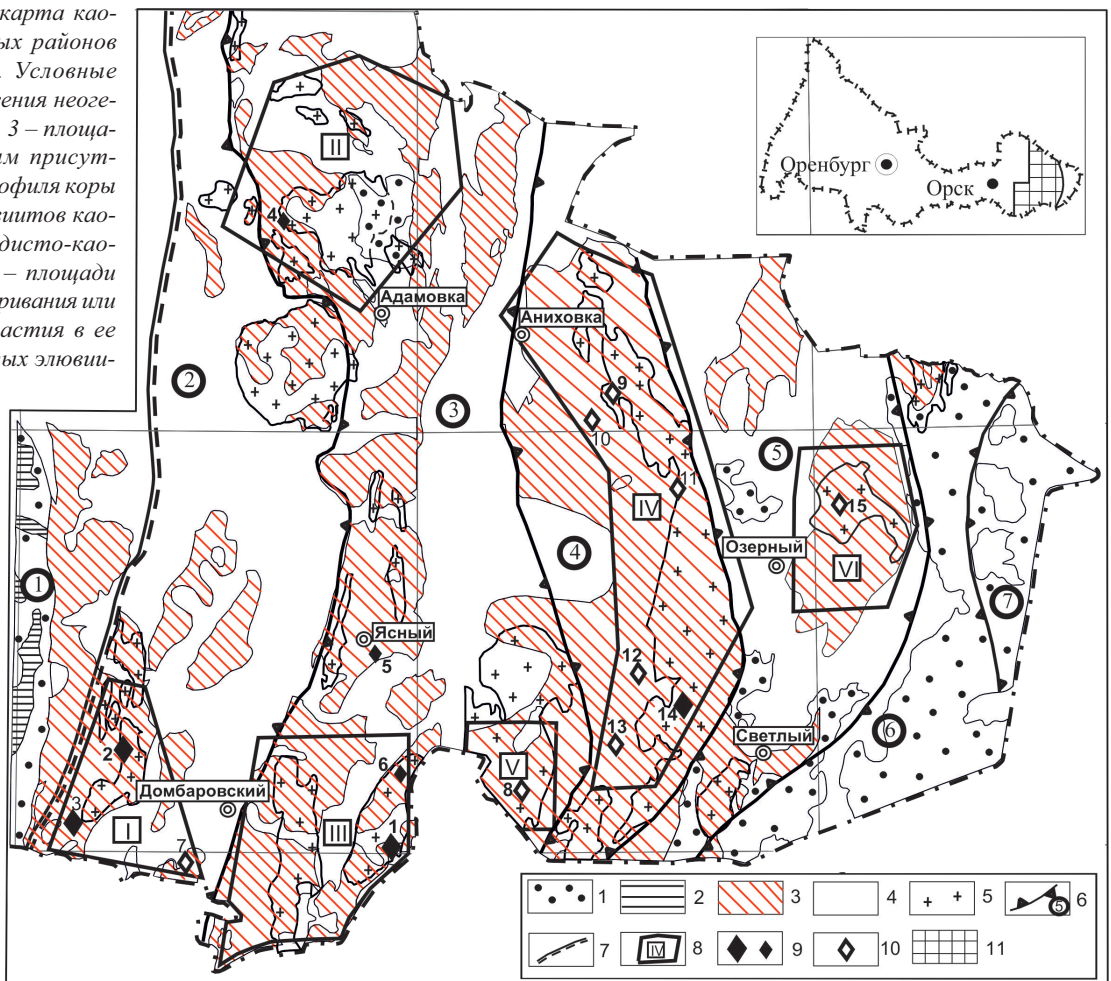 карта као-
ых районов
. Условные
ения неоге-
3 – площа-
им присут-
офиля коры
зиитов као-
дисто-као-
– площади
ривания или
астия в ее
ых элювии-
Оренбург
Орск
II
4
Адамовка
Аниховка
2
3
9
10
5
11
IV
15
Озерный
VI
4
1
7
Ясный
5
12
14
2
13
Светлый
6
Домбаровский
6
V
8
3
I
III
1
7
1 2 3 4 5 5 6
7 IV 8 9 10 11